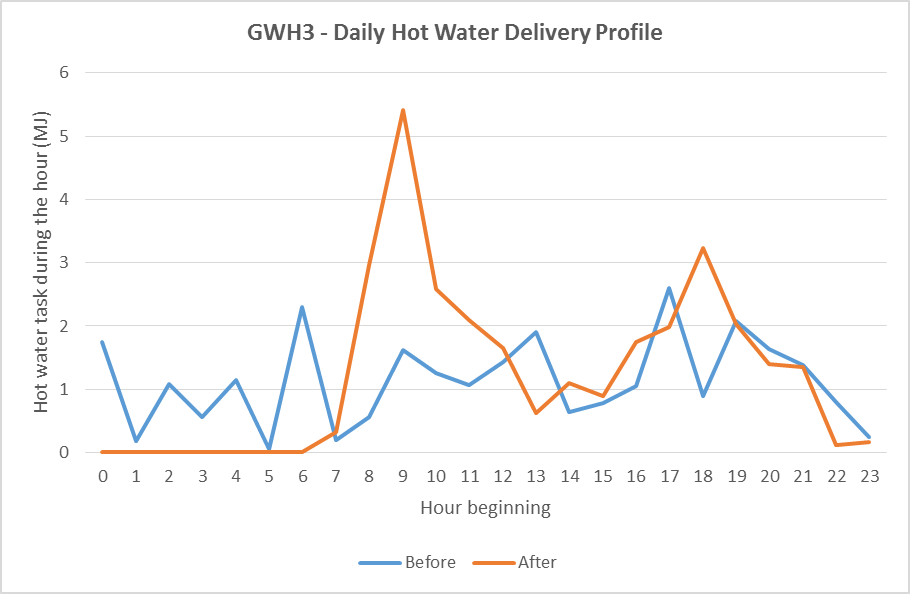 GWH3 - Daily Hot Water Delivery Profile
Hot water task during the hour (MJ)
6
5
4
3
2
1
0
0 1 2 3 4 5 6 7 8 9 10 11 12 13 14 15 16 17 18 19 20 21 22 23
Hour beginning
Before After